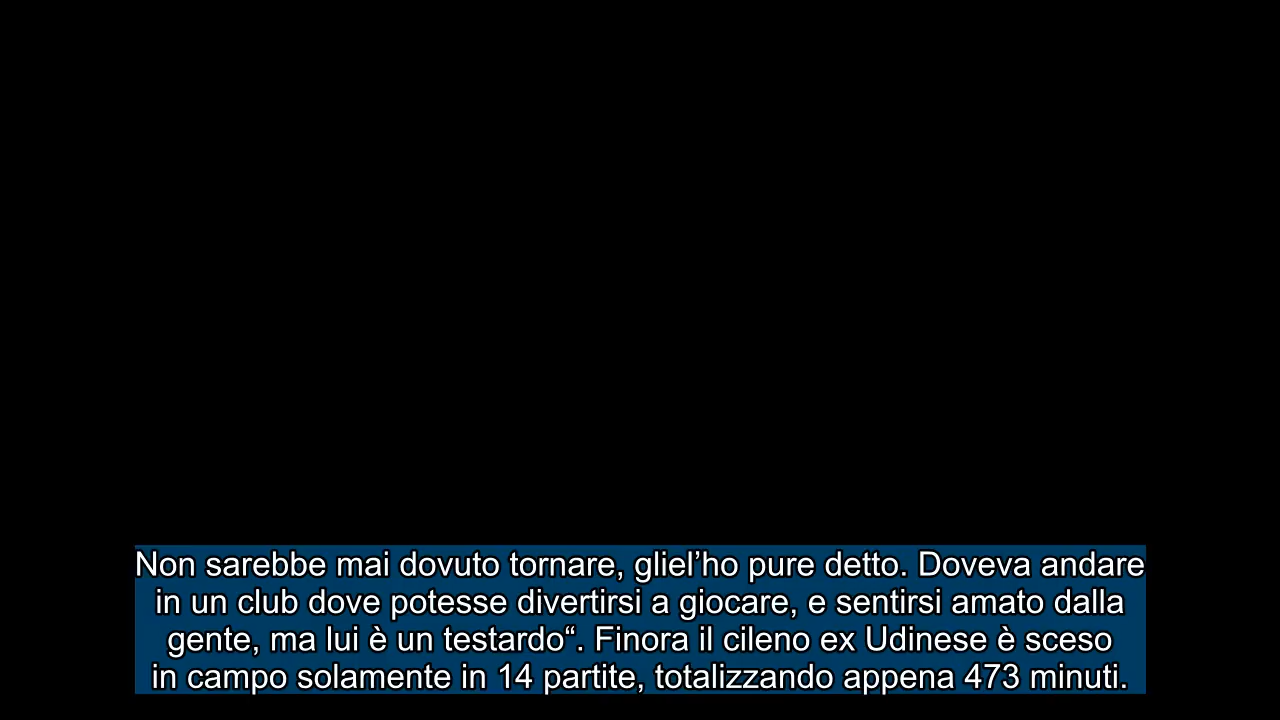 Non sarebbe mai dovuto tornare, gliel’ho pure detto. Doveva andare
in un club dove potesse divertirsi a giocare, e sentirsi amato dalla
gente, ma lui è un testardo“. Finora il cileno ex Udinese è sceso
in campo solamente in 14 partite, totalizzando appena 473 minuti.